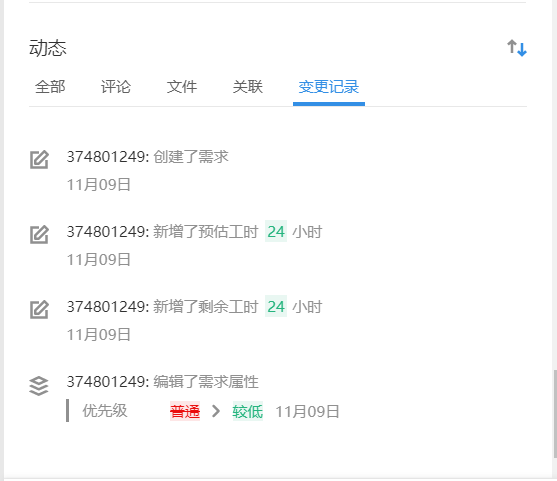 动态
全部 评论 文件 关联 变更记录
374801249: 创建了需求
11月09日
374801249: 新增了预估工时 24 小时
11月09日
374801249: 新增了剩余工时 24 小时
11月09日
374801249: 编辑了需求属性
优先级 普通 较低 11月09日